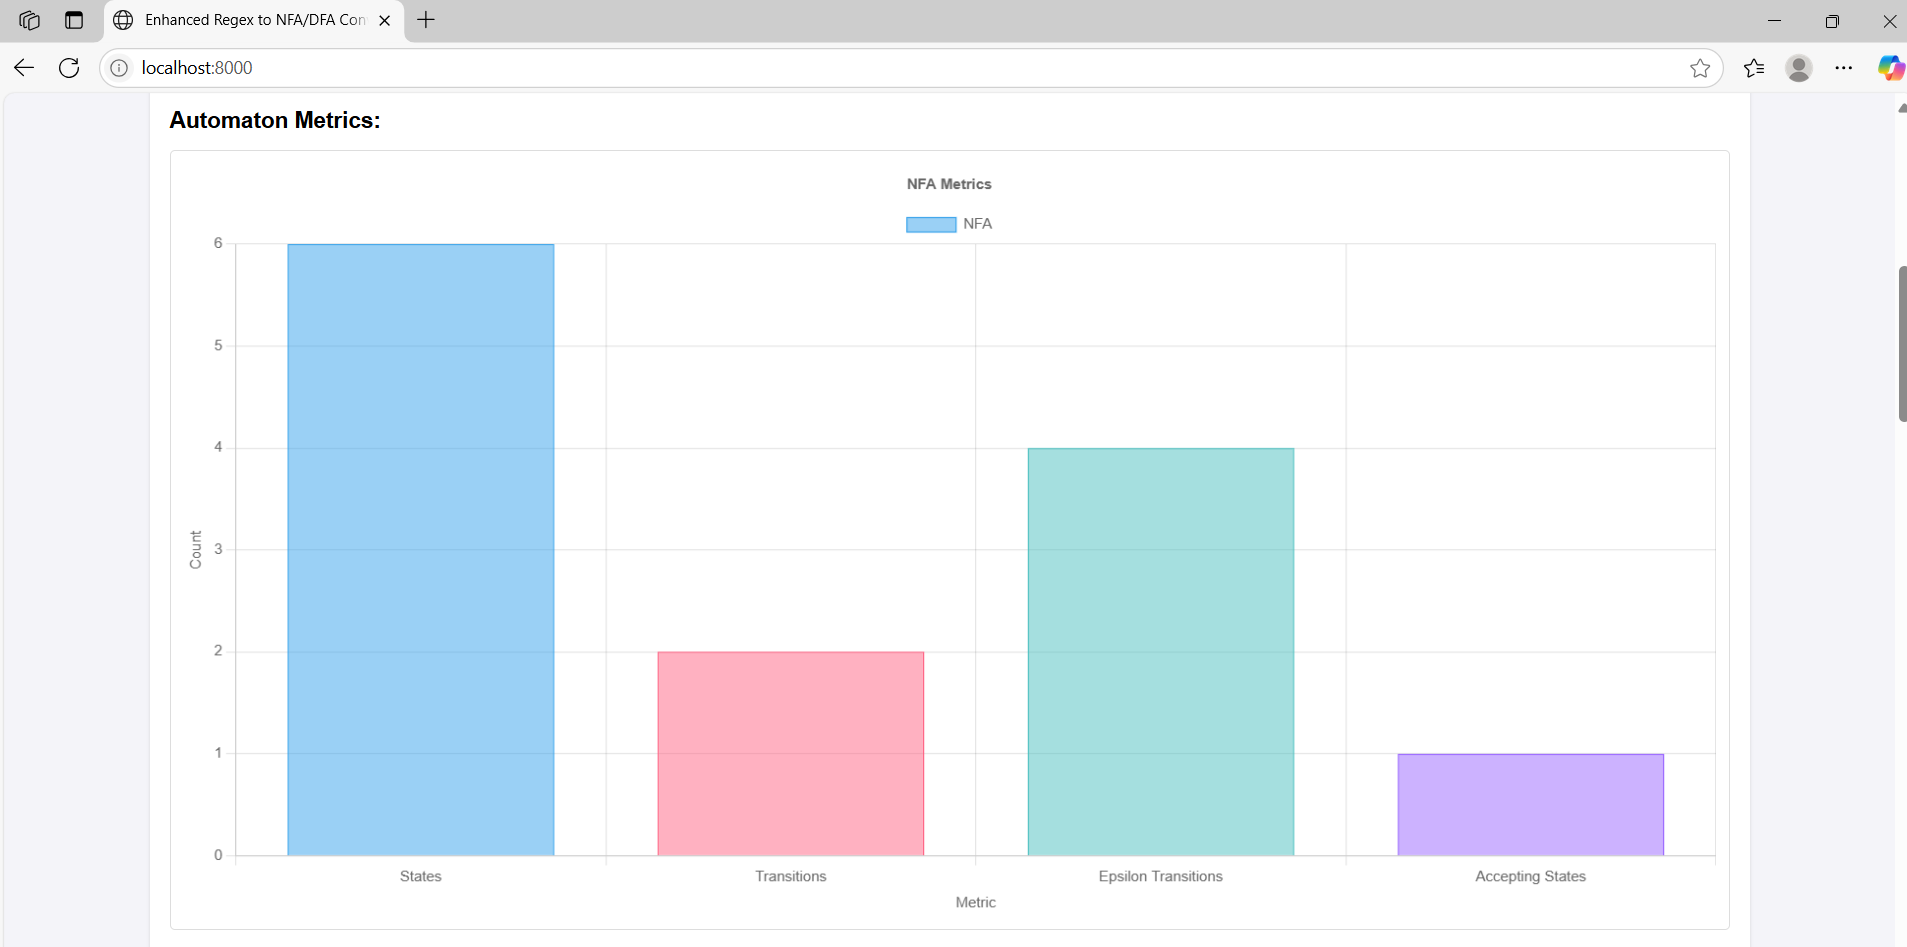 Enhanced Regex to NFA/DFA Con
localhost:8000
Automaton Metrics:
NFA Metrics
NFA
6
5
4
3
2
1
0
Count
States
Transitions
Epsilon Transitions
Accepting States
Metric